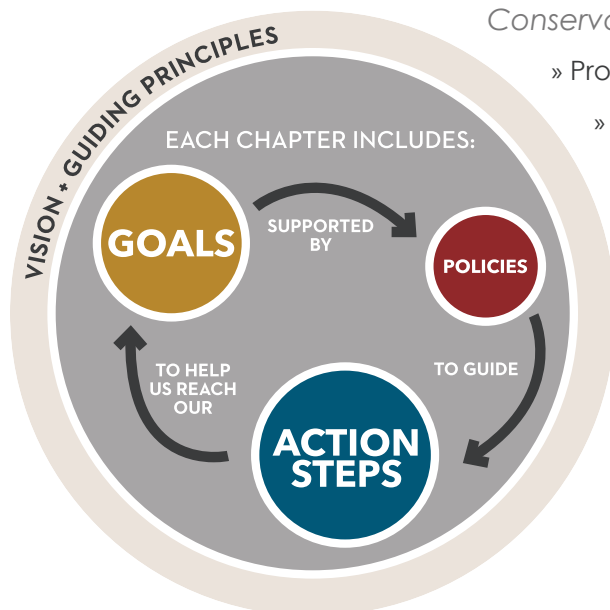 Conserva
» Pro
»
VISION + GUIDING PRINCIPLES
EACH CHAPTER INCLUDES:
GOALS
SUPPORTED
BY
POLICIES
TO GUIDE
ACTION
STEPS
TO HELP
US REACH
OUR